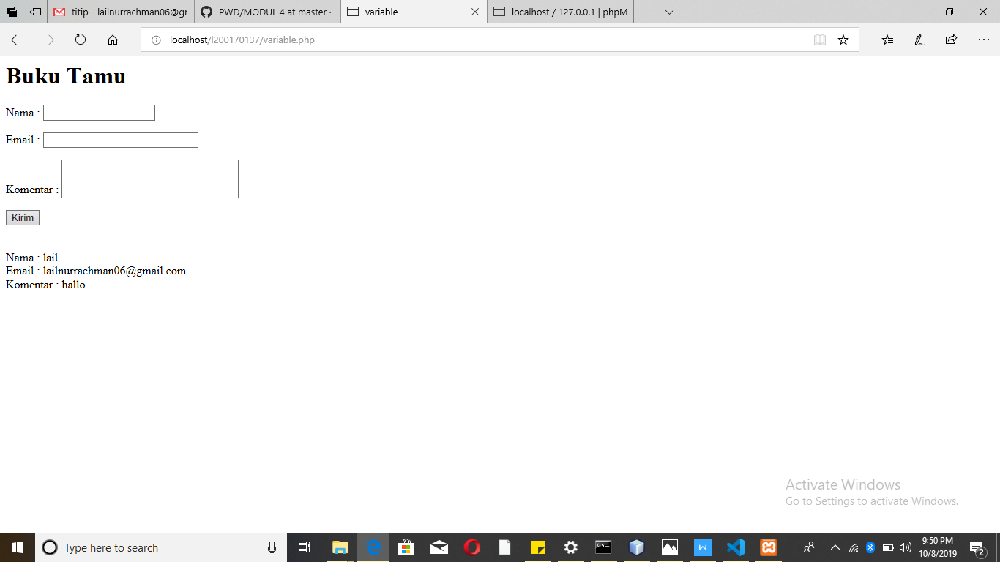 titip - lailnurrachman06@gr
PWD/MODUL 4 at master ·
variable
localhost / 127.0.0.1 | phpM
localhost/l200170137/variable.php
Buku Tamu
Nama :
Email :
Komentar :
Kirim
Nama : lail
Email : lailnurrachman06@gmail.com
Komentar : hallo
Activate Windows
Go to Settings to activate Windows.
Type here to search
9:50 PM
10/8/2019
2